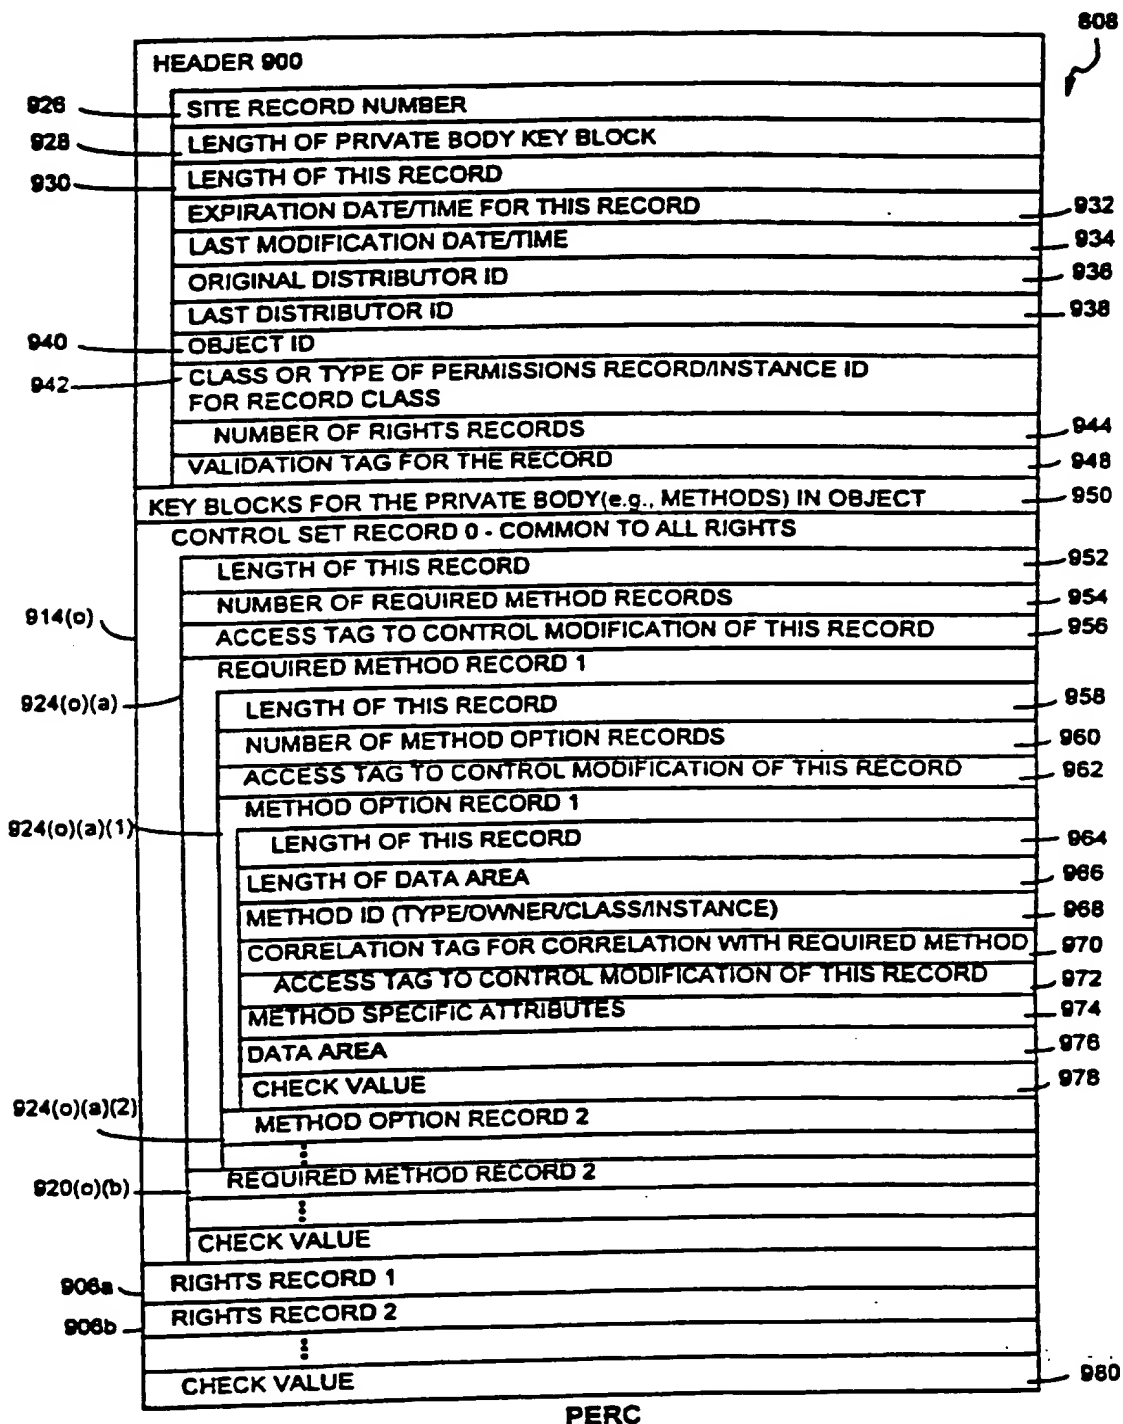 808
HEADER 900
926 SITE RECORD NUMBER
928 LENGTH OF PRIVATE BODY KEY BLOCK
930 LENGTH OF THIS RECORD
EXPIRATION DATE/TIME FOR THIS RECORD 932
LAST MODIFICATION DATE/TIME 934
ORIGINAL DISTRIBUTOR ID 936
LAST DISTRIBUTOR ID 938
940 OBJECT ID
942 CLASS OR TYPE OF PERMISSIONS RECORD/INSTANCE ID
FOR RECORD CLASS
NUMBER OF RIGHTS RECORDS 944
VALIDATION TAG FOR THE RECORD 948
KEY BLOCKS FOR THE PRIVATE BODY(e.g., METHODS) IN OBJECT 950
CONTROL SET RECORD 0 - COMMON TO ALL RIGHTS
LENGTH OF THIS RECORD 952
914(o) NUMBER OF REQUIRED METHOD RECORDS 954
ACCESS TAG TO CONTROL MODIFICATION OF THIS RECORD 956
REQUIRED METHOD RECORD 1
924(o)(a) LENGTH OF THIS RECORD 958
NUMBER OF METHOD OPTION RECORDS 960
ACCESS TAG TO CONTROL MODIFICATION OF THIS RECORD 962
METHOD OPTION RECORD 1
924(o)(a)(1) LENGTH OF THIS RECORD 964
LENGTH OF DATA AREA 966
METHOD ID (TYPE/OWNER/CLASS/INSTANCE) 968
CORRELATION TAG FOR CORRELATION WITH REQUIRED METHOD 970
ACCESS TAG TO CONTROL MODIFICATION OF THIS RECORD 972
METHOD SPECIFIC ATTRIBUTES 974
DATA AREA 976
CHECK VALUE 978
924(o)(a)(2) METHOD OPTION RECORD 2
920(o)(b) REQUIRED METHOD RECORD 2
CHECK VALUE
906a RIGHTS RECORD 1
906b RIGHTS RECORD 2
CHECK VALUE 980
PERC